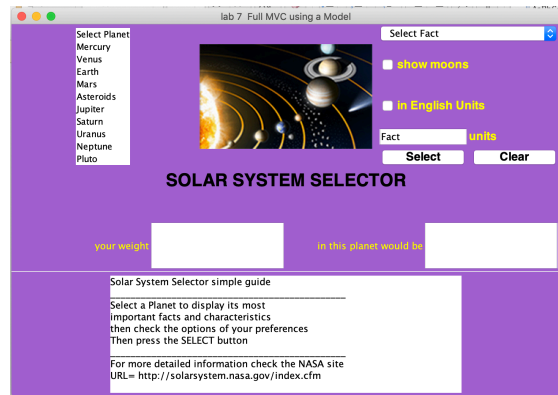 lab 7 Full MVC using a Model
Select Planet
Mercury
Venus
Earth
Mars
Asteroids
Jupiter
Saturn
Uranus
Neptune
Pluto
Select Fact
show moons
in English Units
Fact units
Select Clear
SOLAR SYSTEM SELECTOR
your weight in this planet would be
Solar System Selector simple guide
Select a Planet to display its most
important facts and characteristics
then check the options of your preferences
Then press the SELECT button
For more detailed information check the NASA site
URL= http://solarsystem.nasa.gov/index.cfm